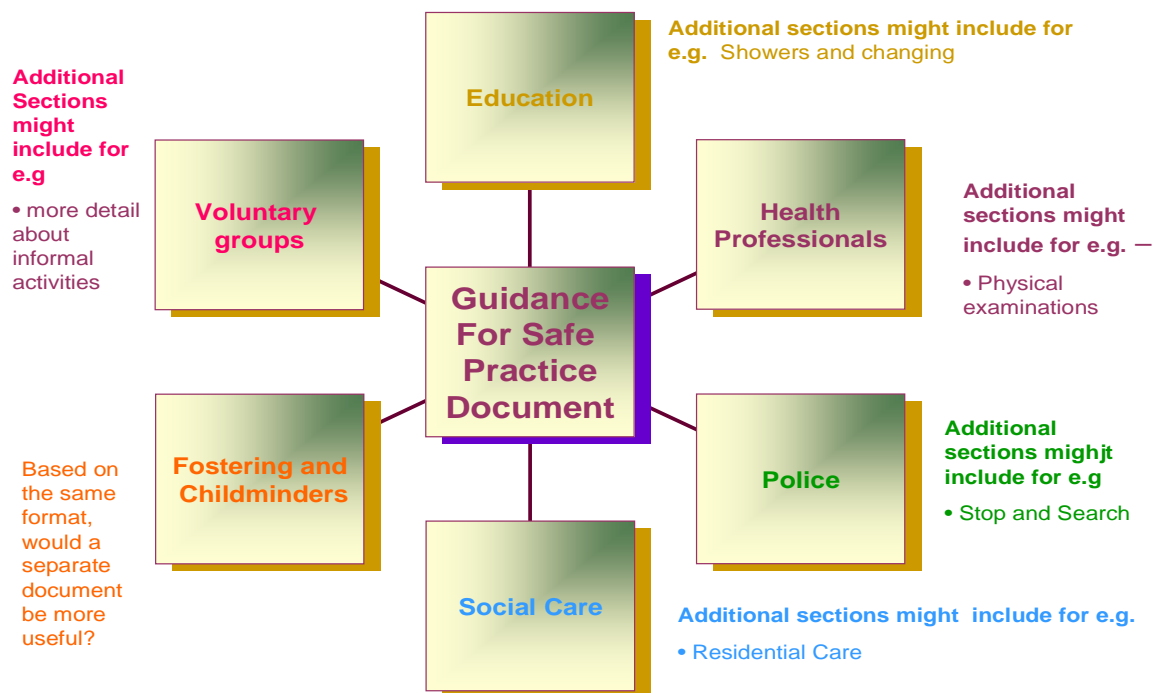 Additional sections might include for
e.g. Showers and changing
Education
Additional
Sections
might
include for
e.g
• more detail
about
informal
activities
Voluntary
groups
Health
Professionals
Additional
sections might
include for e.g. –
• Physical
examinations
Guidance
For Safe
Practice
Document
Based on
the same
format,
would a
separate
document
be more
useful?
Fostering and
Childminders
Police
Additional
sections mighjt
include for e.g
• Stop and Search
Social Care
Additional sections might include for e.g.
• Residential Care